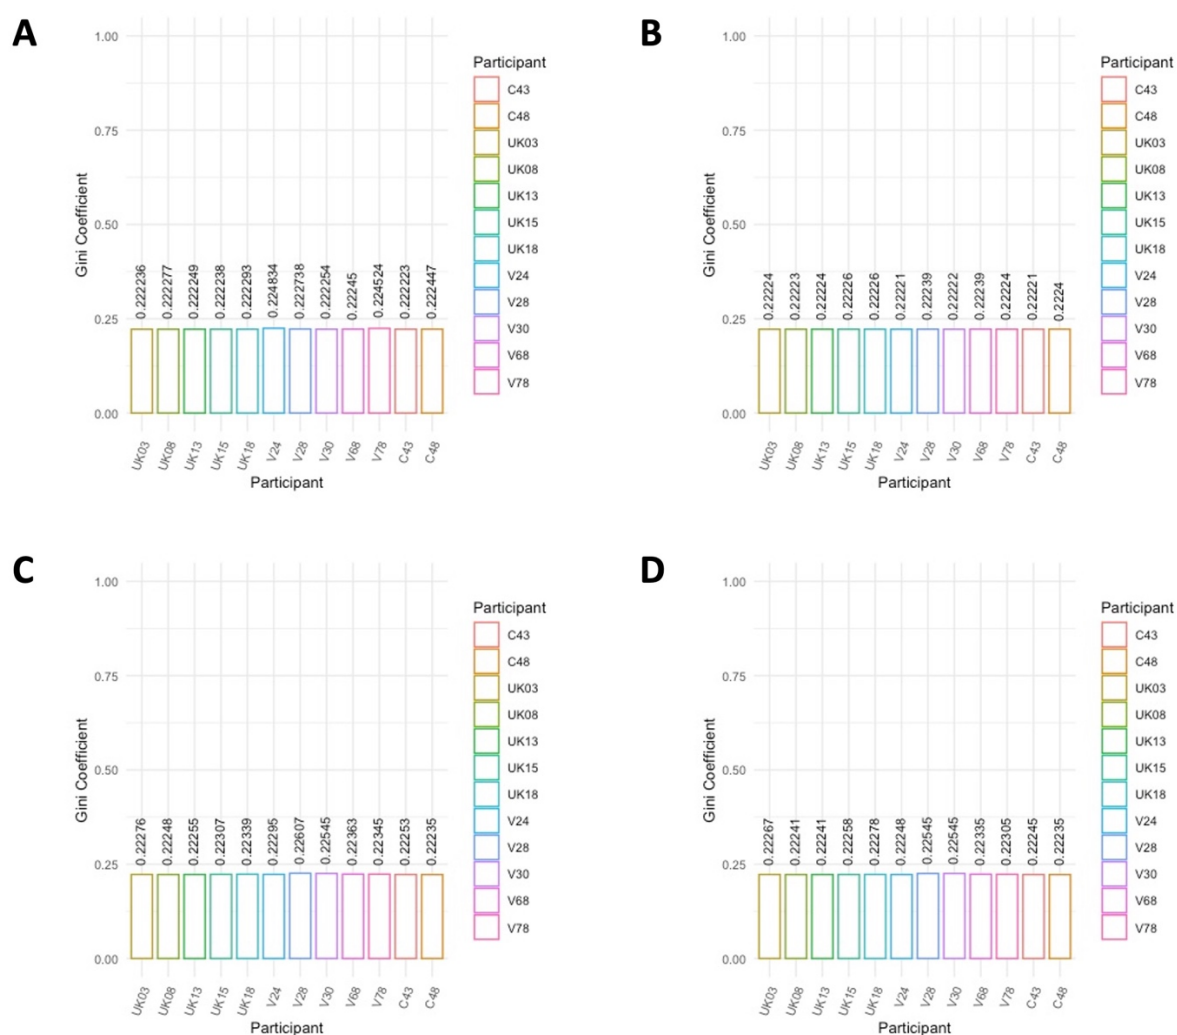 A
Gini Coefficient
1.00
0.75
0.50
0.25
0.00
0.222236
0.222277
0.222249
0.222238
0.222293
0.224834
0.222738
0.222254
0.22245
0.224524
0.222223
0.222447
UK03
UK08
UK13
UK15
UK18
V24
V28
V30
V68
V78
C43
C48
Participant
Participant
C43
C48
UK03
UK08
UK13
UK15
UK18
V24
V28
V30
V68
V78
B
Gini Coefficient
1.00
0.75
0.50
0.25
0.00
0.22224
0.22223
0.22224
0.22226
0.22226
0.22221
0.22239
0.22222
0.22239
0.22224
0.22221
0.2224
UK03
UK08
UK13
UK15
UK18
V24
V28
V30
V68
V78
C43
C48
Participant
Participant
C43
C48
UK03
UK08
UK13
UK15
UK18
V24
V28
V30
V68
V78
C
Gini Coefficient
1.00
0.75
0.50
0.25
0.00
0.22276
0.22248
0.22255
0.22307
0.22339
0.22295
0.22607
0.22545
0.22363
0.22345
0.22253
0.22235
UK03
UK08
UK13
UK15
UK18
V24
V28
V30
V68
V78
C43
C48
Participant
Participant
C43
C48
UK03
UK08
UK13
UK15
UK18
V24
V28
V30
V68
V78
D
Gini Coefficient
1.00
0.75
0.50
0.25
0.00
0.22267
0.22241
0.22241
0.22258
0.22278
0.22248
0.22545
0.22545
0.22335
0.22305
0.22245
0.22235
UK03
UK08
UK13
UK15
UK18
V24
V28
V30
V68
V78
C43
C48
Participant
Participant
C43
C48
UK03
UK08
UK13
UK15
UK18
V24
V28
V30
V68
V78